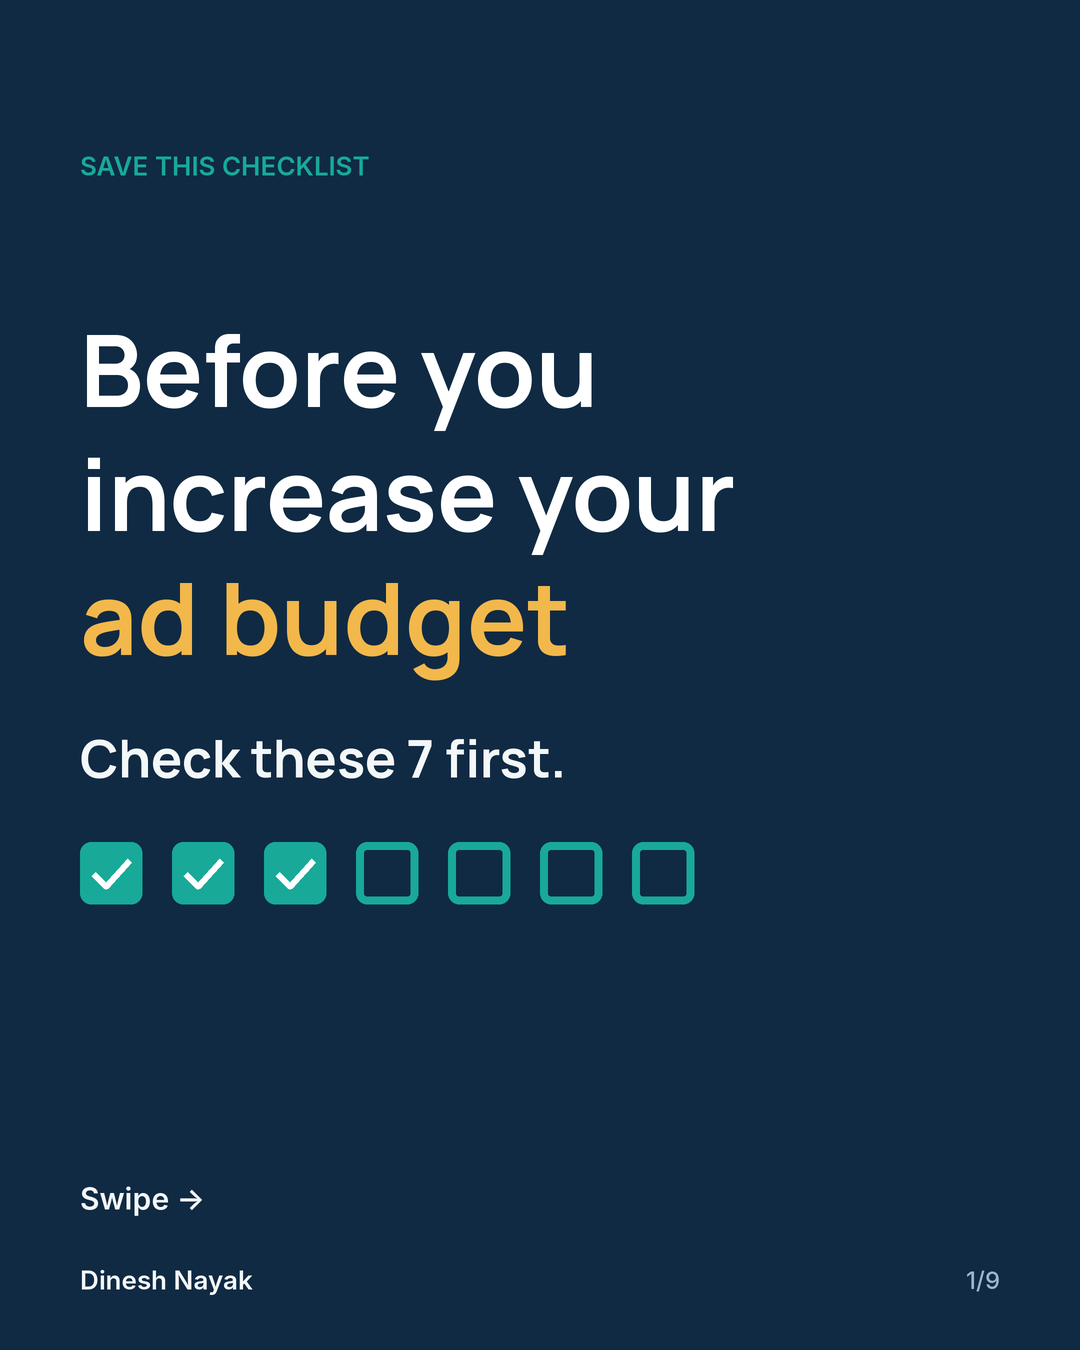 SAVE THIS CHECKLIST
Before you
increase your
ad budget
Check these 7 first.
Swipe →
Dinesh Nayak
1/9